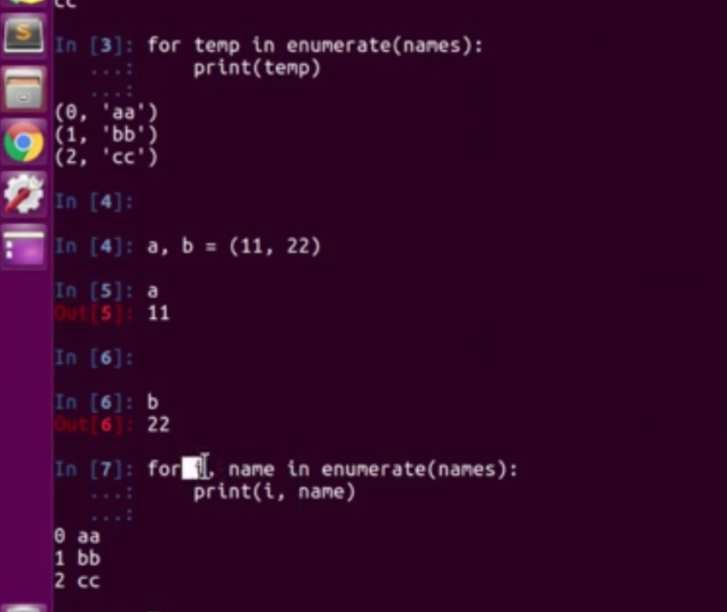 cc
In [3]: for temp in enumerate(names):
...: print(temp)
...:
(0, 'aa')
(1, 'bb')
(2, 'cc')
In [4]:
In [4]: a, b = (11, 22)
In [5]: a
Out[5]: 11
In [6]:
In [6]: b
Out[6]: 22
In [7]: for i, name in enumerate(names):
...: print(i, name)
...:
0 aa
1 bb
2 cc